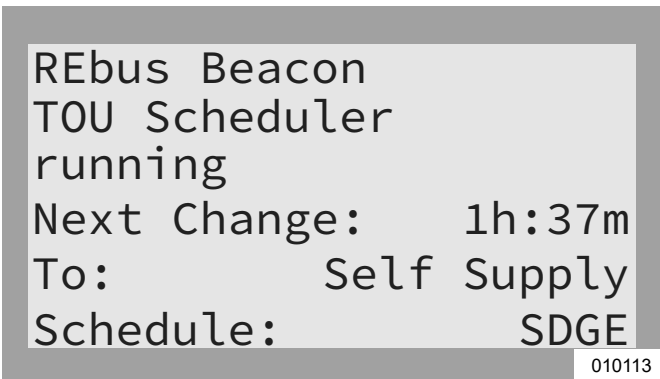 REbus Beacon
TOU Scheduler
running
Next Change: 1h:37m
To: Self Supply
Schedule: SDGE
010113